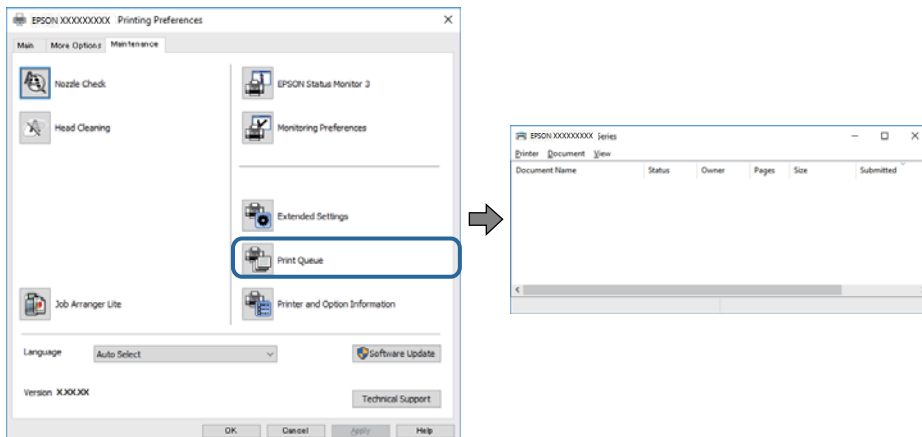 EPSON XXXXXXXXX Printing Preferences
Main More Options Maintenance
Nozzle Check
EPSON Status Monitor 3
Head Cleaning
Monitoring Preferences
Extended Settings
Print Queue
Job Arranger Lite
Printer and Option Information
Language
Auto Select
Software Update
Version X.XX.XX
Technical Support
OK Cancel Apply Help
EPSON XXXXXXXXX Series
Printer Document View
Document Name Status Owner Pages Size Submitted